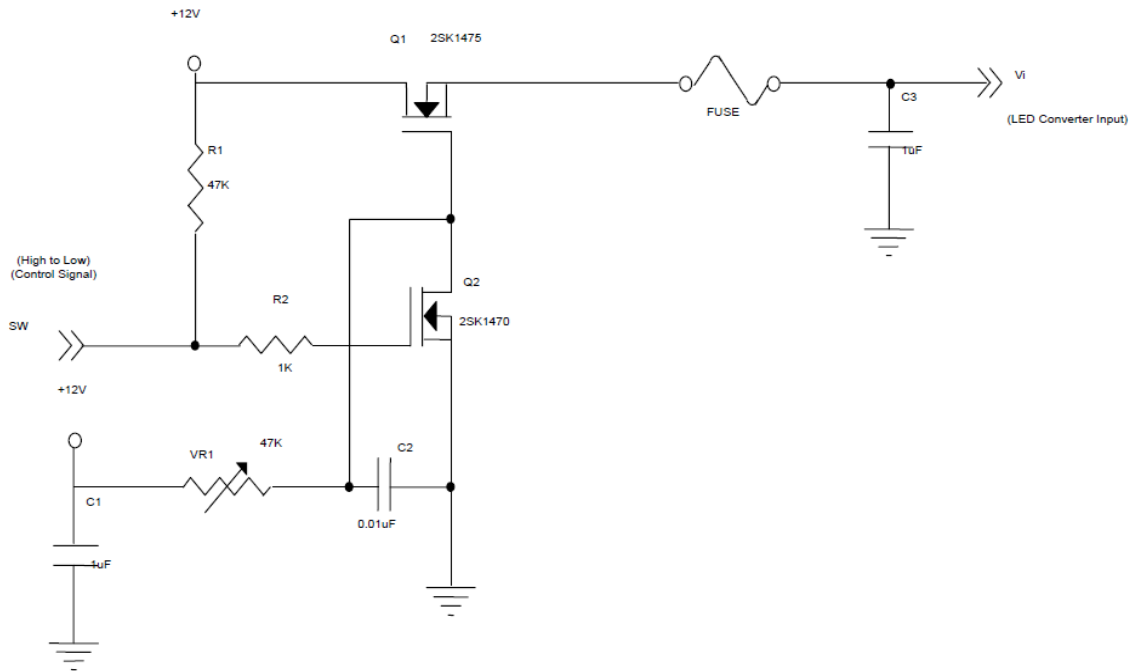 +12V
Q1 2SK1475
Vi
C3
FUSE
(LED Converter Input)
1uF
R1
47K
(High to Low)
(Control Signal)
Q2
R2
SW
2SK1470
1K
+12V
47K
VR1
C2
C1
0.01uF
1uF